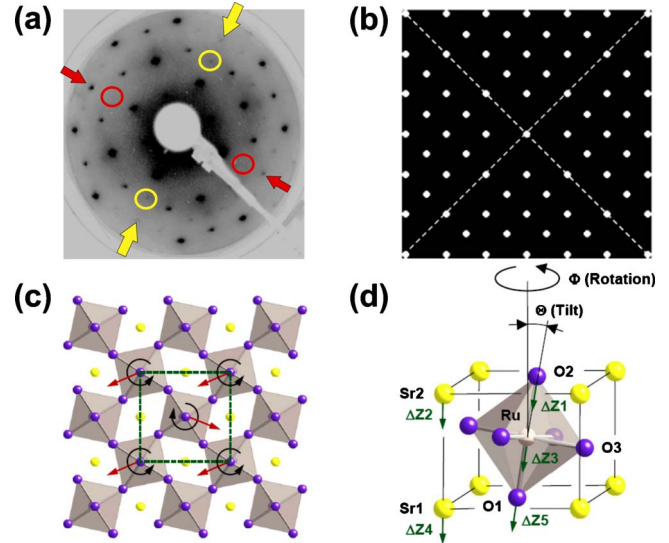 (a)
(b)
(c)
(d)
Φ (Rotation)
Θ (Tilt)
O2
Sr2
ΔZ2
Ru
ΔZ1
O3
ΔZ3
Sr1
O1
ΔZ4
ΔZ5